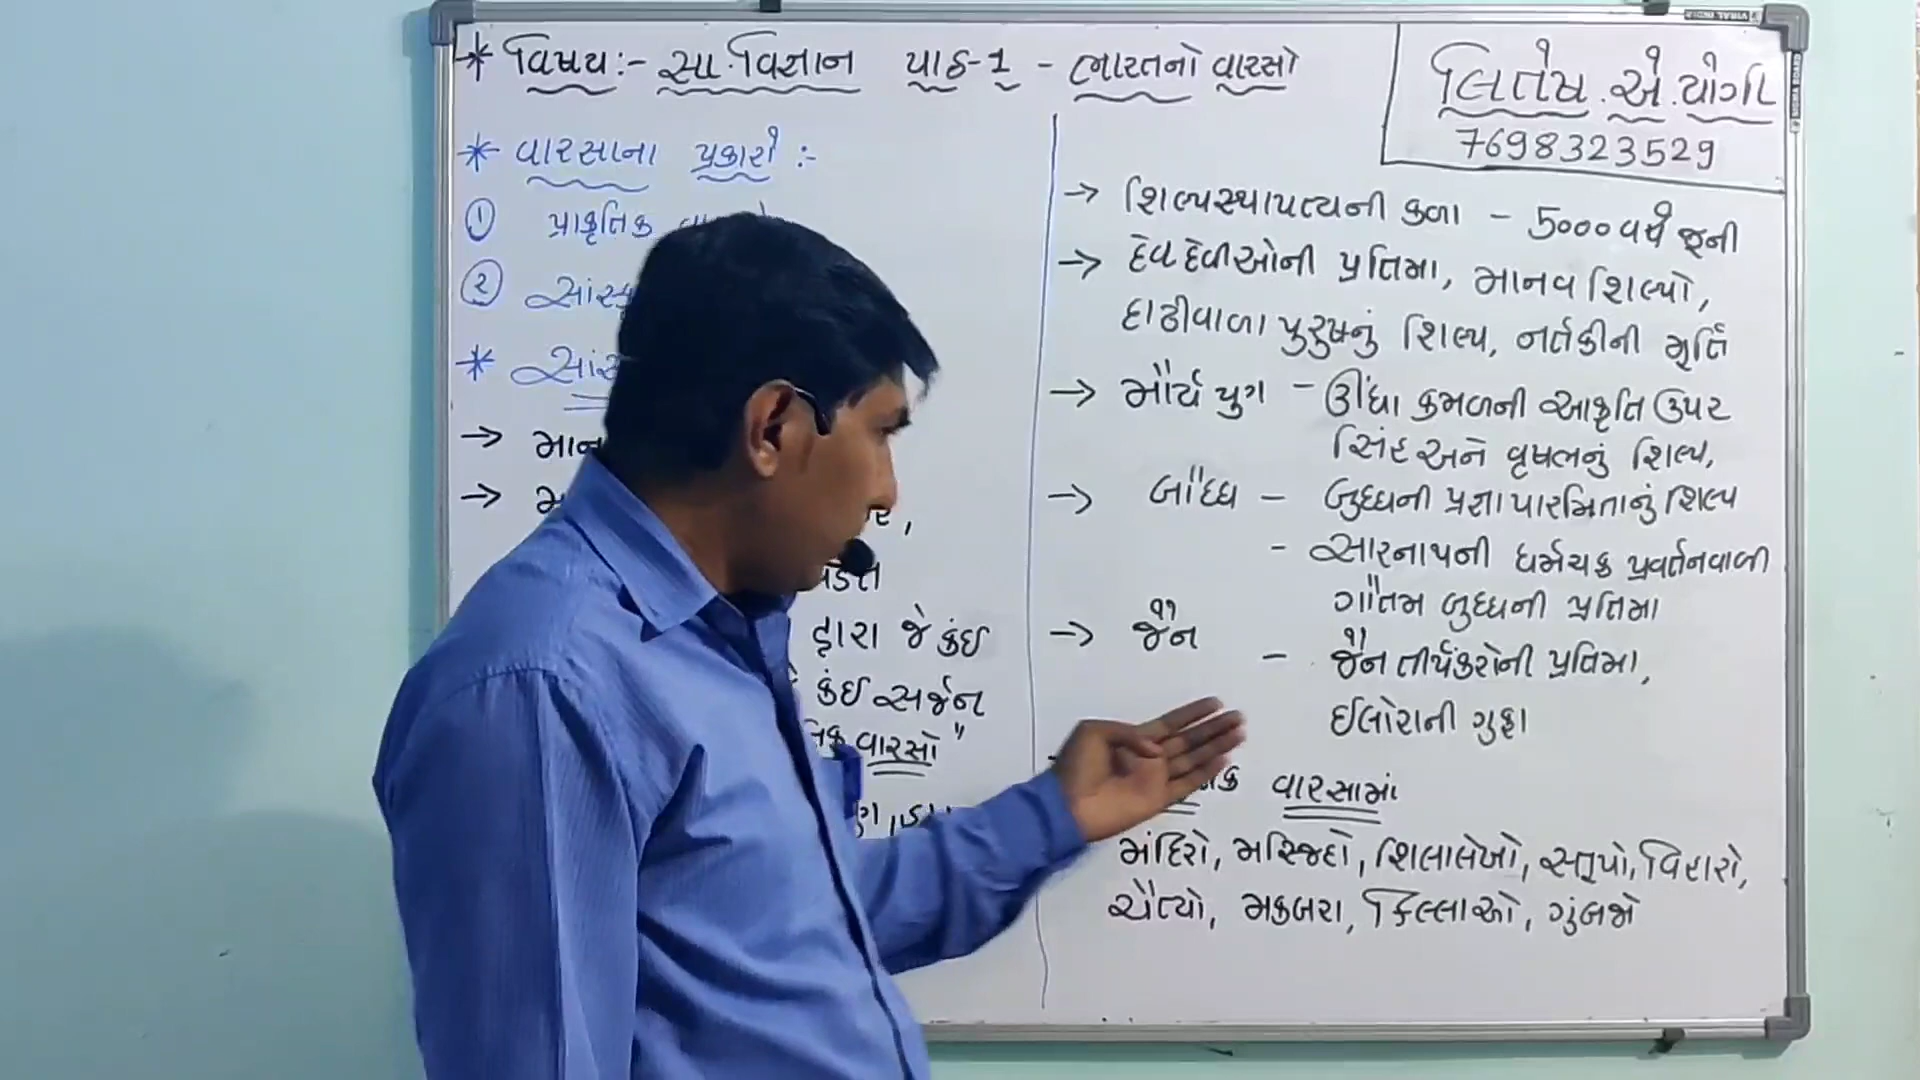 * વિષય:- સા.વિજ્ઞાન પાઠ-1 - ભારતનો વારસો
જિતેષ.એ.યોગી
7698323529
* વારસાના પ્રકારો :-
① પ્રાકૃતિક
②
*
→
→
દ્વારા જે કંઇ
કંઇ સર્જન
વારસો"
→ શિલ્પસ્થાપત્યની કળા - 5000 વર્ષ જૂની
→ દેવ દેવીઓની પ્રતિમા, માનવ શિલ્પો,
દાઢીવાળા પુરુષનું શિલ્પ, નર્તકીની મૂર્તિ
→ મૌર્ય યુગ - ઊંધા કમળની આકૃતિ ઉપર
સિંહ અને વૃષભનું શિલ્પ,
→ બૌધ્ધ - બુધ્ધની પ્રજ્ઞા પારમિતાનું શિલ્પ
- સારનાથની ધર્મચક્ર પ્રવર્તનવાળી
ગૌતમ બુધ્ધની પ્રતિમા
→ જૈન
- જૈન તીર્થંકરોની પ્રતિમા,
ઈલોરાની ગુફા
વારસામાં
મંદિરો, મસ્જિદો, શિલાલેખો, સ્તૂપો, વિહારો,
ચૈત્યો, મકબરા, કિલ્લાઓ, ગુંબજો